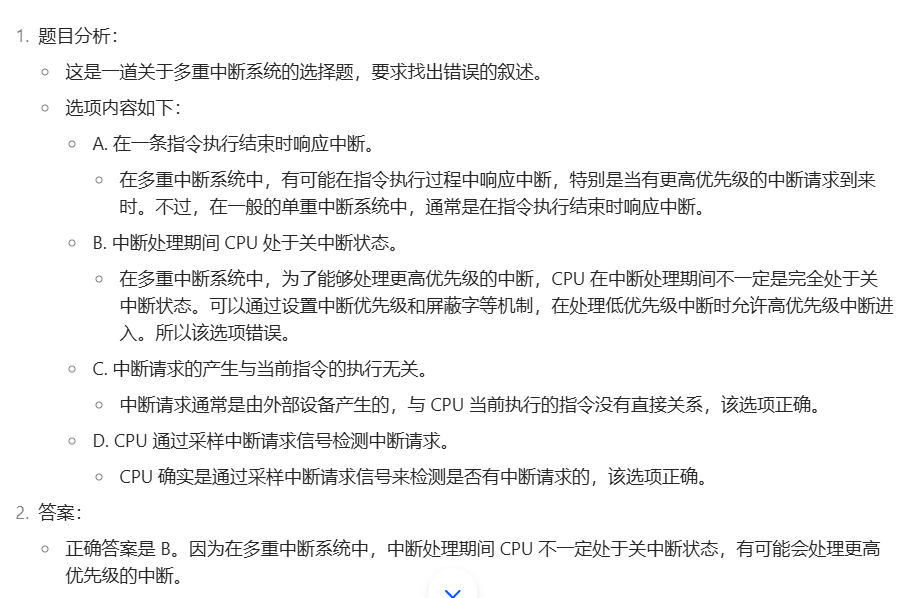 1. 题目分析：
这是一道关于多重中断系统的选择题，要求找出错误的叙述。
选项内容如下：
A. 在一条指令执行结束时响应中断。
在多重中断系统中，有可能在指令执行过程中响应中断，特别是当有更高优先级的中断请求到来
时。不过，在一般的单重中断系统中，通常是在指令执行结束时响应中断。
B. 中断处理期间 CPU 处于关中断状态。
在多重中断系统中，为了能够处理更高优先级的中断，CPU 在中断处理期间不一定是完全处于关
中断状态。可以通过设置中断优先级和屏蔽字等机制，在处理低优先级中断时允许高优先级中断进
入。所以该选项错误。
C. 中断请求的产生与当前指令的执行无关。
中断请求通常是由外部设备产生的，与 CPU 当前执行的指令没有直接关系，该选项正确。
D. CPU 通过采样中断请求信号检测中断请求。
CPU 确实是通过采样中断请求信号来检测是否有中断请求的，该选项正确。
2. 答案：
正确答案是 B。因为在多重中断系统中，中断处理期间 CPU 不一定处于关中断状态，有可能会处理更高
优先级的中断。